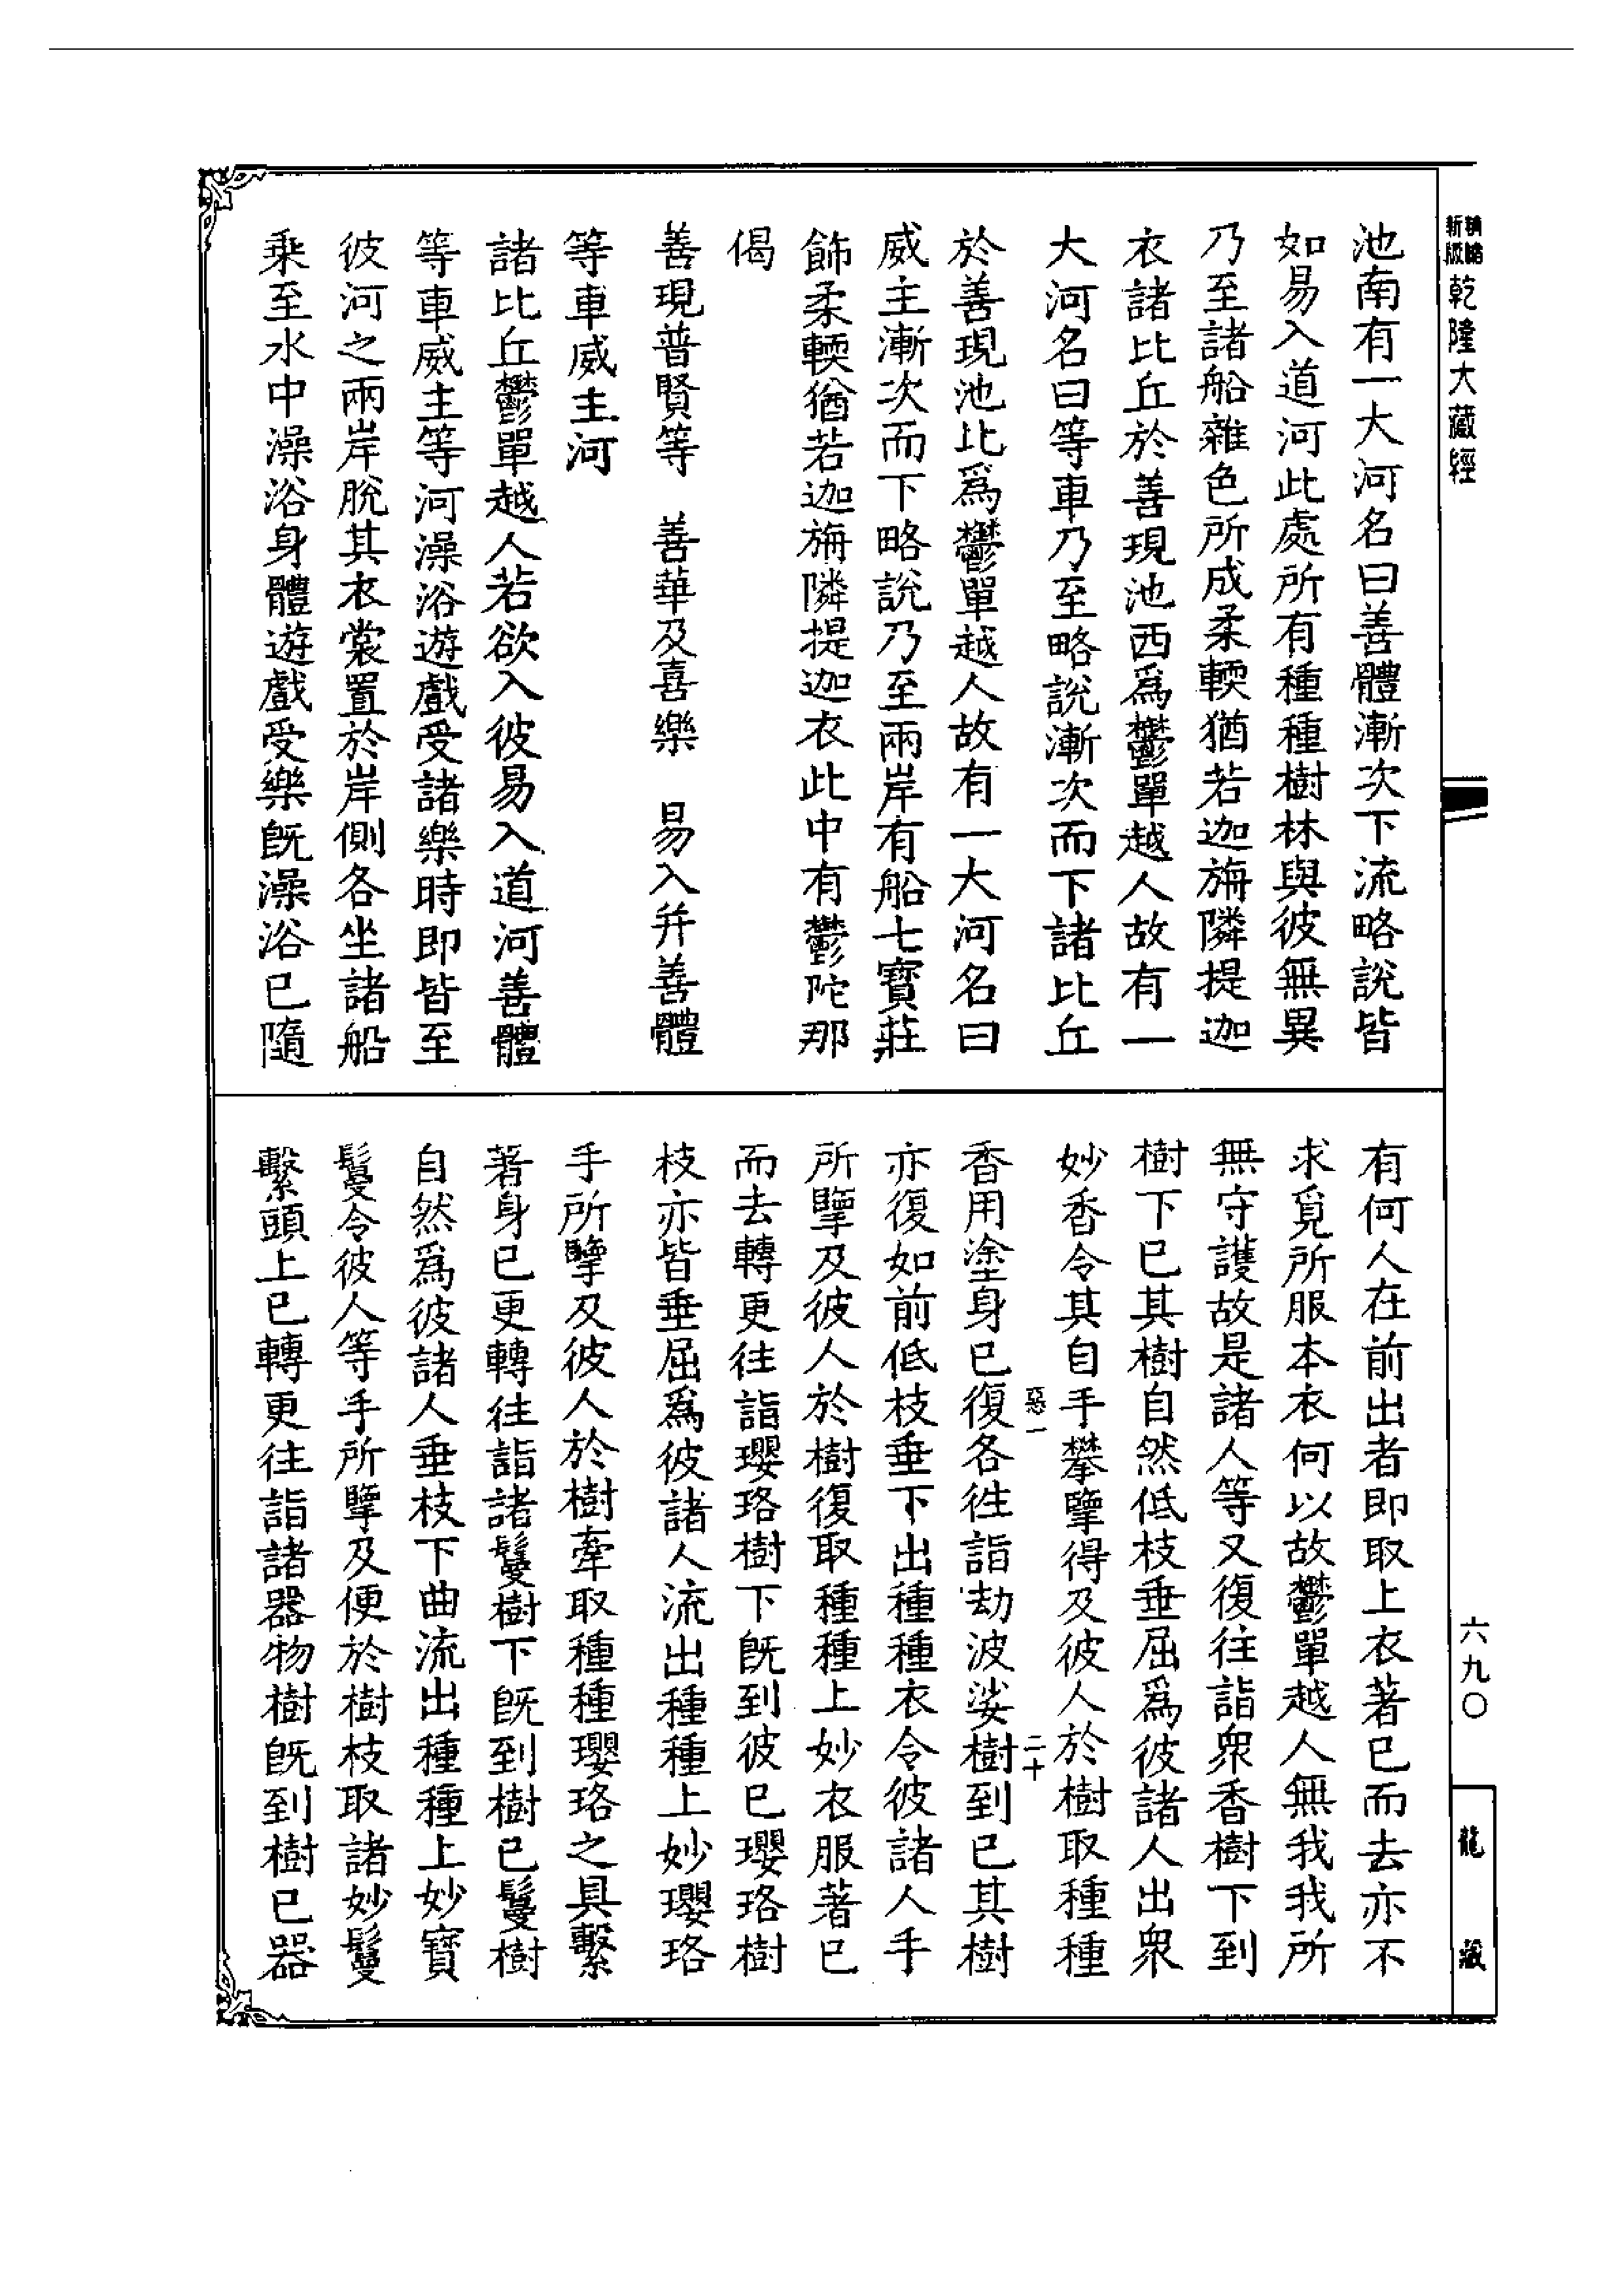 新版精縮乾隆大藏經
池南有一大河名曰善體漸次下流略說皆
如易入道河此處所有種種樹林與彼無異
乃至諸船雜色所成柔輭猶若迦旃隣提迦
衣諸比丘於善現池西爲鬱單越人故有一
大河名曰等車乃至略說漸次而下諸比丘
於善現池北爲鬱單越人故有一大河名曰
威主漸次而下略說乃至兩岸有船七寶莊
飾柔輭猶若迦旃隣提迦衣此中有鬱陀那
偈
善現普賢等　善華及喜樂　易入并善體
等車威主河
諸比丘鬱單越人若欲入彼易入道河善體
等車威主等河澡浴遊戲受諸樂時即皆至
彼河之兩岸脫其衣裳置於岸側各坐諸船
乘至水中澡浴身體遊戲受樂旣澡浴已隨
有何人在前出者即取上衣著已而去亦不
求覓所服本衣何以故鬱單越人無我我所
無守護故是諸人等又復往詣衆香樹下到
樹下已其樹自然低枝垂屈爲彼諸人出衆
妙香令其自手攀擥得及彼人於樹取種種
惡一　二十
香用塗身已復各往詣劫波娑樹到已其樹
亦復如前低枝垂下出種種衣令彼諸人手
所擥及彼人於樹復取種種上妙衣服著已
而去轉更往詣瓔珞樹下旣到彼已瓔珞樹
枝亦皆垂屈爲彼諸人流出種種上妙瓔珞
手所擥及彼人於樹牽取種種瓔珞之具繫
著身已更轉往詣諸鬘樹下旣到樹已鬘樹
自然爲彼諸人垂枝下曲流出種種上妙寶
鬘令彼人等手所擥及便於樹枝取諸妙鬘
繫頭上已轉更往詣諸器物樹旣到樹已器
六九〇
龍藏